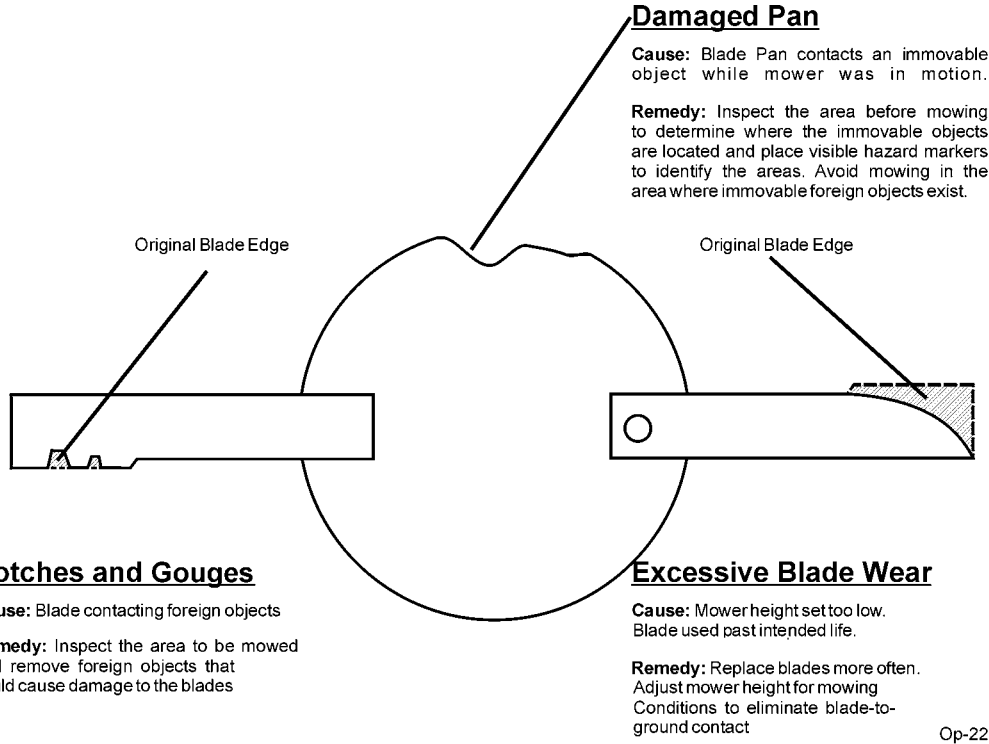 Damaged Pan
Cause: Blade Pan contacts an immovable
object while mower was in motion.
Remedy: Inspect the area before mowing
to determine where the immovable objects
are located and place visible hazard markers
to identify the areas. Avoid mowing in the
area where immovable foreign objects exist.
Original Blade Edge
Original Blade Edge
otches and Gouges
use: Blade contacting foreign objects
medy: Inspect the area to be mowed
remove foreign objects that
ld cause damage to the blades
Excessive Blade Wear
Cause: Mower height set too low.
Blade used past intended life.
Remedy: Replace blades more often.
Adjust mower height for mowing
Conditions to eliminate blade-to-
ground contact
Op-22